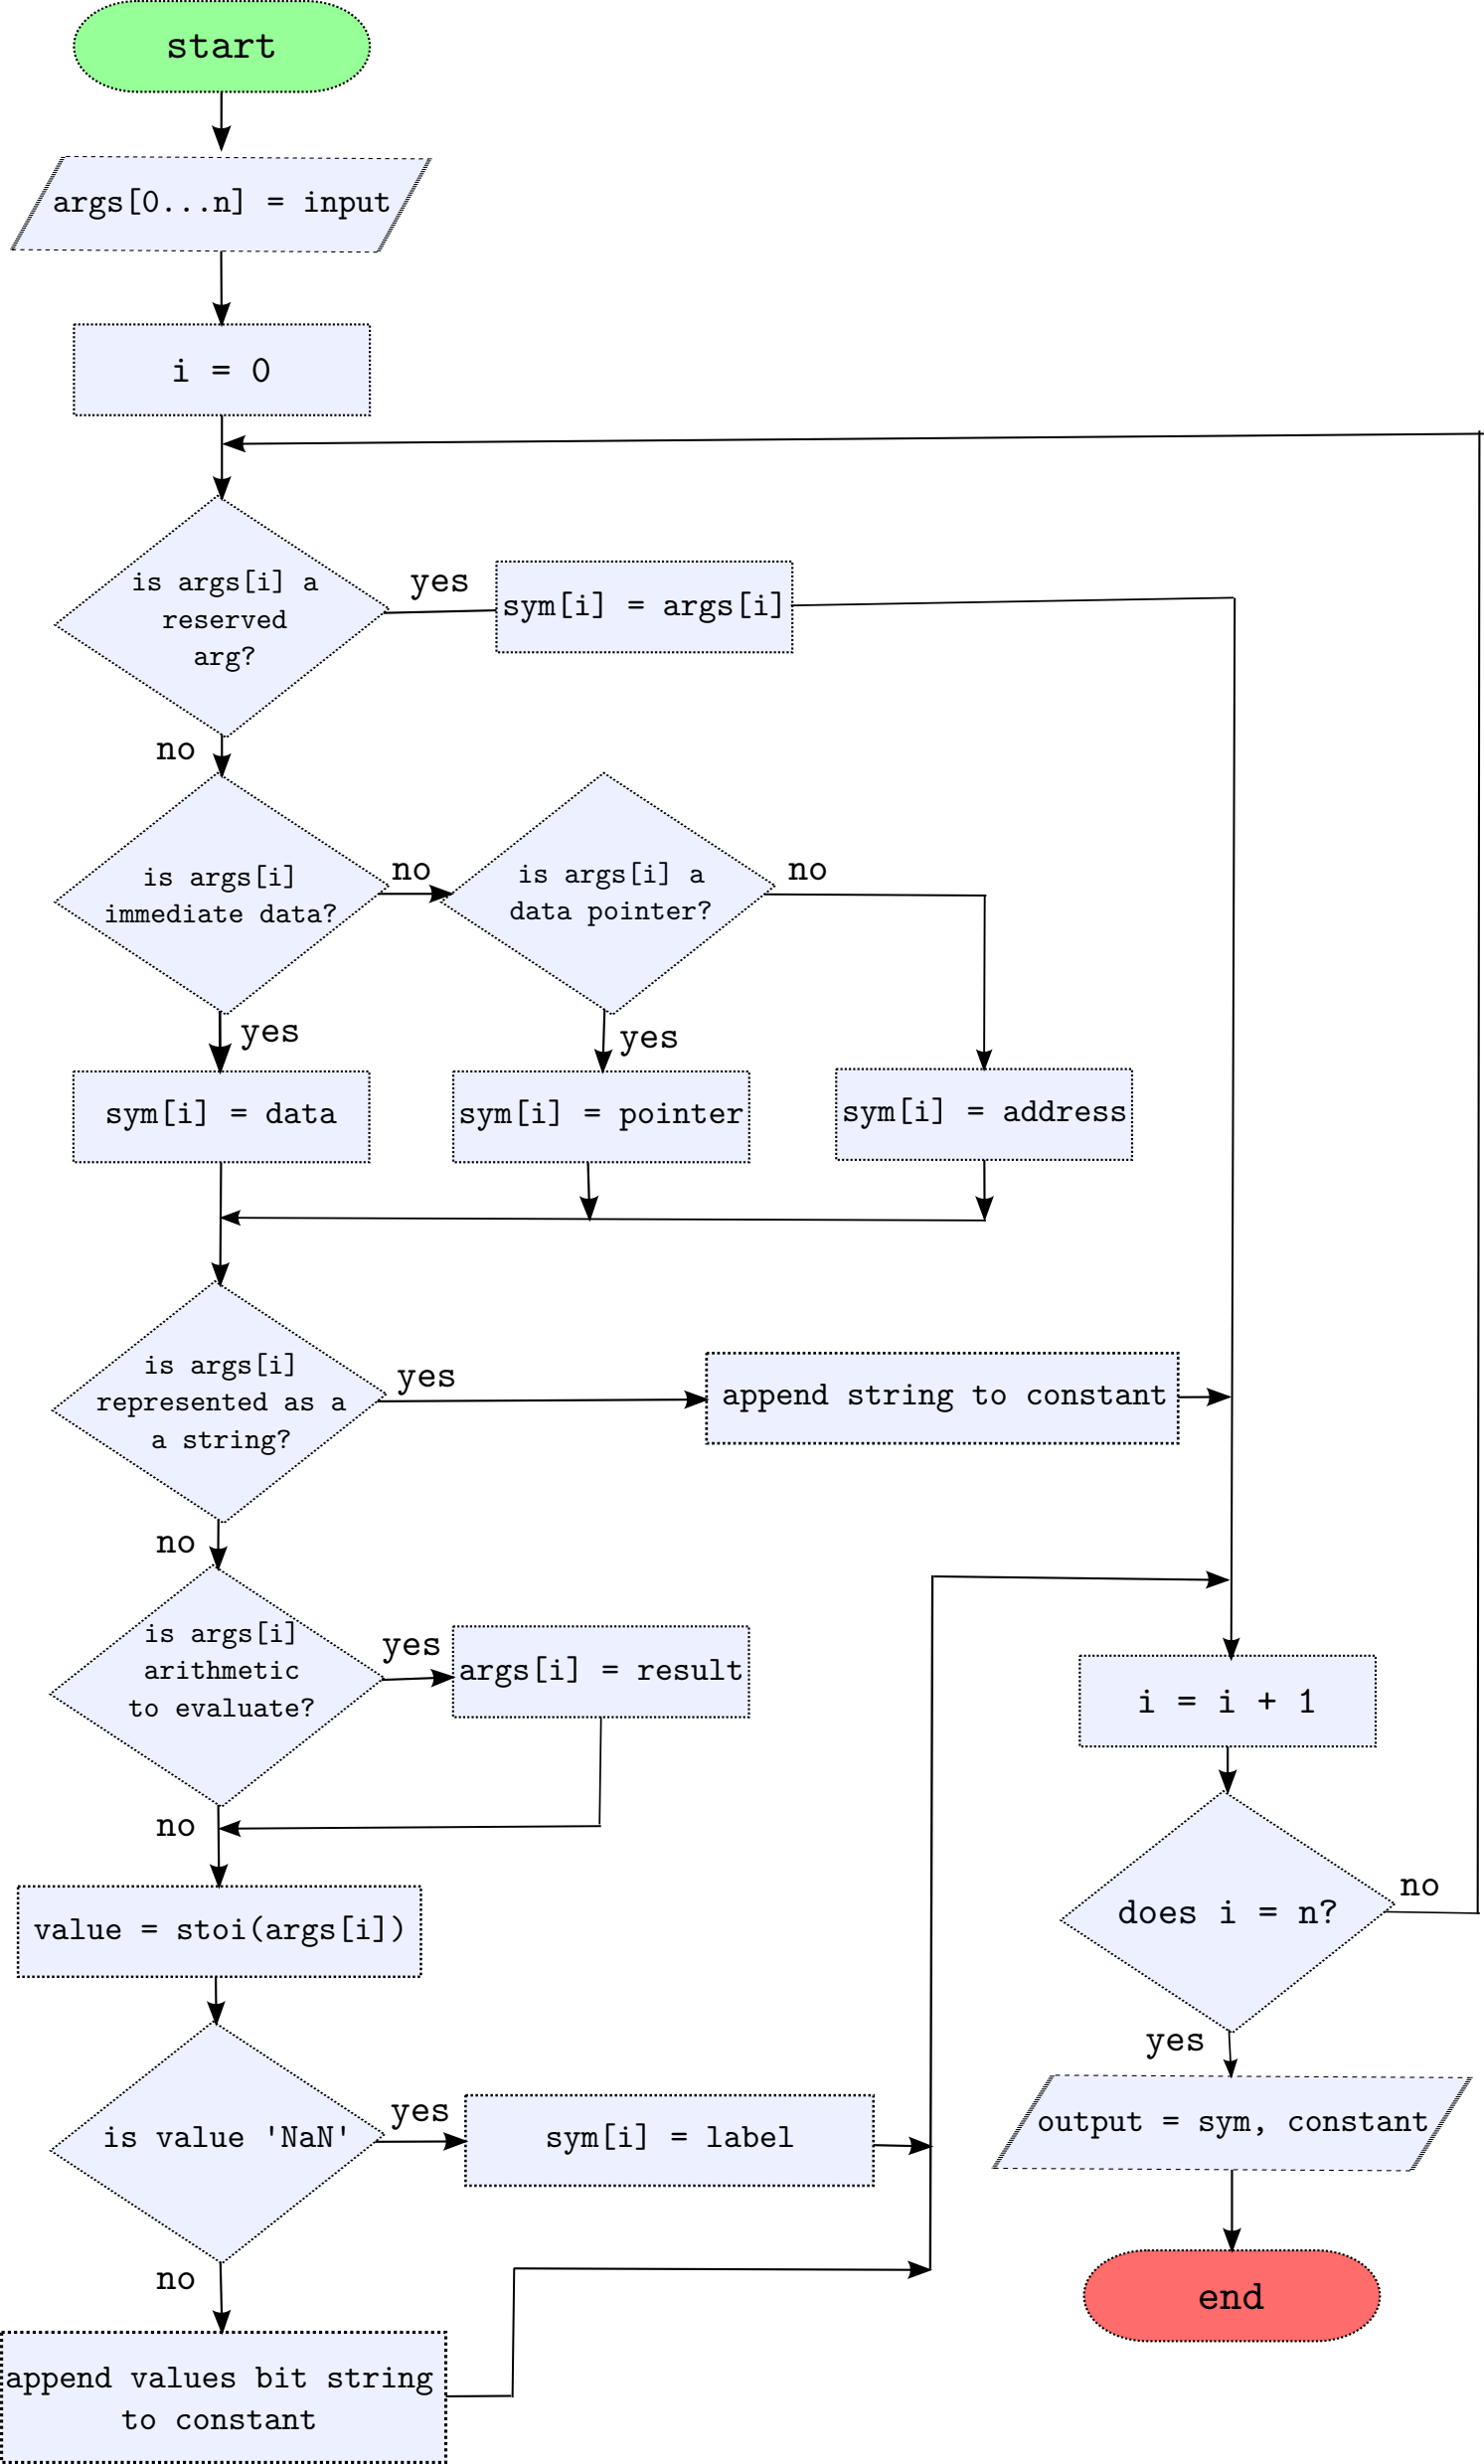 start
args[0...n] = input
i = 0
is args[i] a
reserved
arg?
yes
sym[i] = args[i]
no
is args[i]
immediate data?
no
is args[i] a
data pointer?
no
yes
yes
sym[i] = data
sym[i] = pointer
sym[i] = address
is args[i]
represented as a
a string?
yes
append string to constant
no
is args[i]
arithmetic
to evaluate?
yes
args[i] = result
i = i + 1
no
value = stoi(args[i])
does i = n?
no
yes
is value 'NaN'
yes
sym[i] = label
output = sym, constant
no
end
append values bit string
to constant